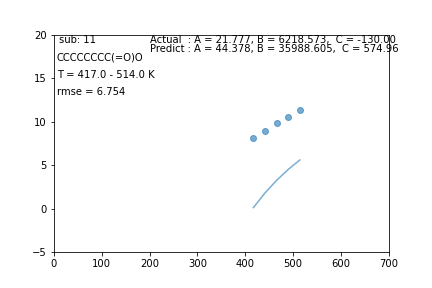 sub: 11
Actual  : A = 21.777, B = 6218.573,  C = -130.00
Predict : A = 44.378, B = 35988.605,  C = 574.96
CCCCCCCC(=O)O
T = 417.0 - 514.0 K
rmse = 6.754
20
15
10
5
0
−5
0 100 200 300 400 500 600 700